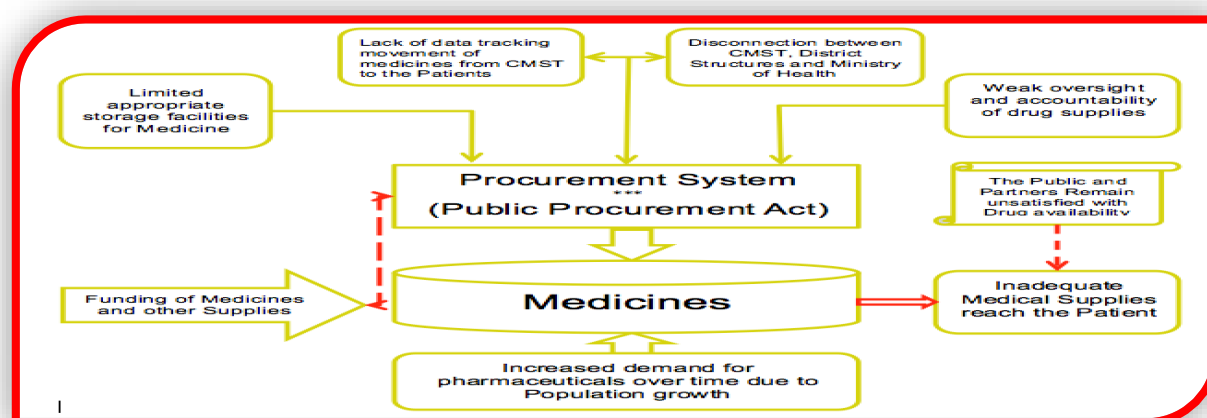 Lack of data tracking
movement of
medicines from CMST
to the Patients
Disconnection between
CMST, District
Structures and Ministry
of Health
Limited
appropriate
storage facilities
for Medicine
Weak oversight
and accountability
of drug supplies
Procurement System
***
(Public Procurement Act)
The Public and
Partners Remain
unsatisfied with
Drug availability
Funding of Medicines
and other Supplies
Medicines
Inadequate
Medical Supplies
reach the Patient
Increased demand for
pharmaceuticals over time due to
Population growth